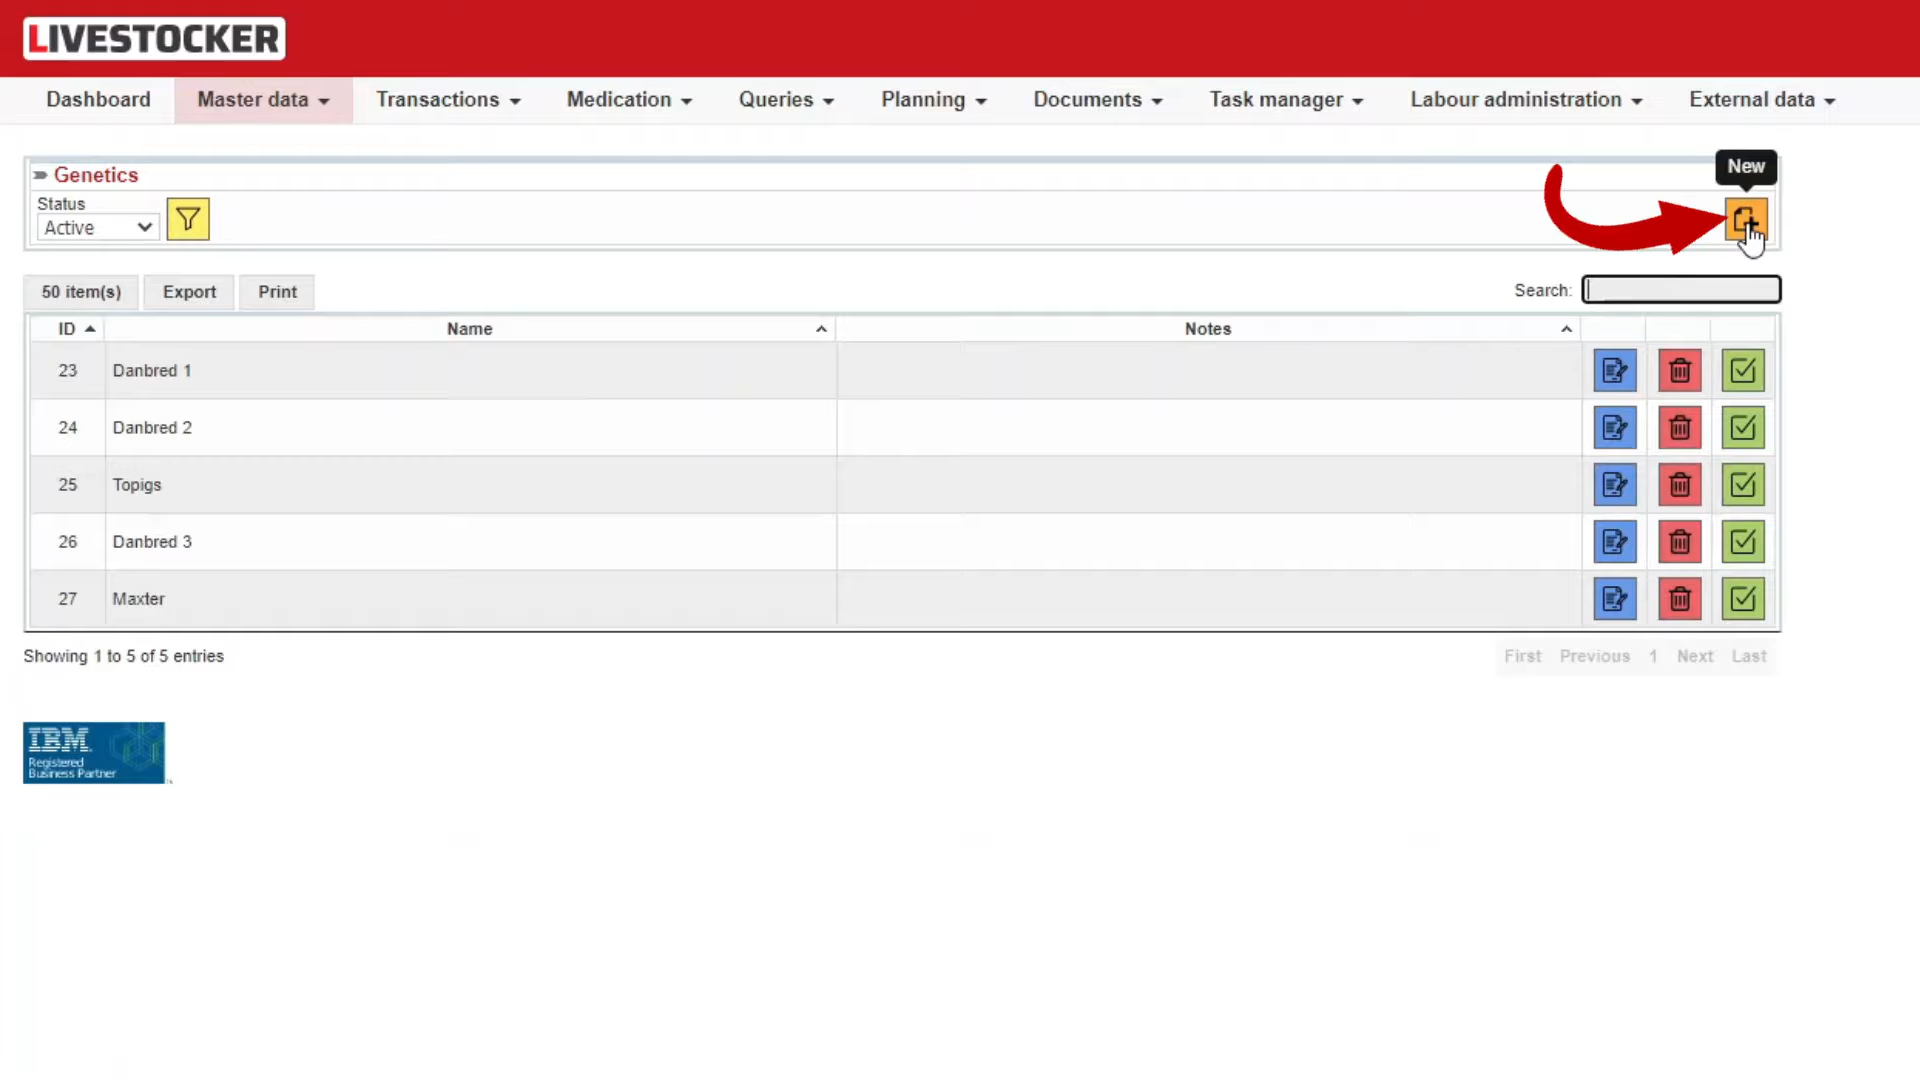 LIVESTOCKER
Dashboard Master data Transactions Medication Queries Planning Documents Task manager Labour administration External data
Genetics
New
Status
Active
50 item(s) Export Print Search:
ID Name Notes
23 Danbred 1
24 Danbred 2
25 Topigs
26 Danbred 3
27 Maxter
Showing 1 to 5 of 5 entries First Previous 1 Next Last
IBM
Registered
Business Partner